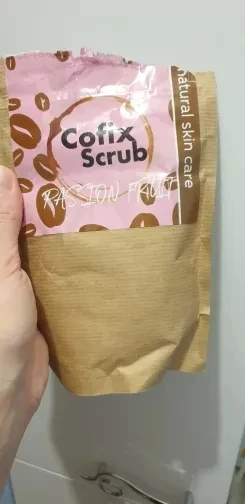 Cofix
Scrub
PASSION FRUIT
natural skin care